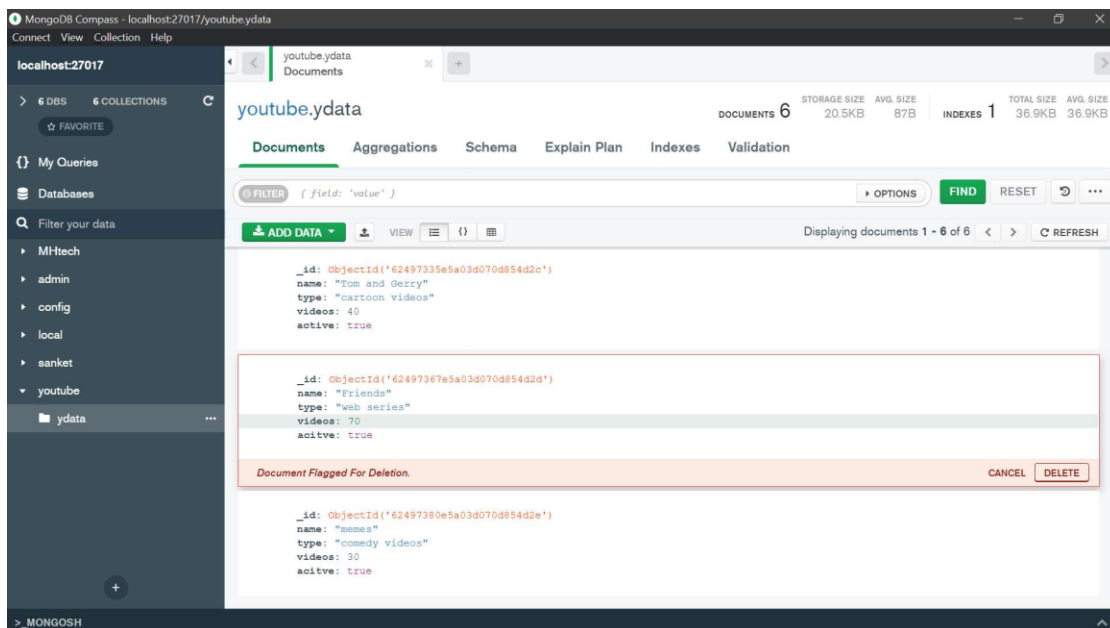 MongoDB Compass - localhost:27017/youtube.ydata
Connect View Collection Help
localhost:27017
youtube.ydata
Documents
6 DBS 6 COLLECTIONS
FAVORITE
My Queries
Databases
Filter your data
MHtech
admin
config
local
sanket
youtube
ydata
youtube.ydata
DOCUMENTS 6
STORAGE SIZE AVG. SIZE
20.5KB 87B
INDEXES 1
TOTAL SIZE AVG. SIZE
36.9KB 36.9KB
Documents Aggregations Schema Explain Plan Indexes Validation
FILTER { field: 'value' } OPTIONS FIND RESET
ADD DATA VIEW {} Displaying documents 1 - 6 of 6 REFRESH
_id: ObjectId('62497335e5a03d070d854d2c')
name: "Tom and Gerry"
type: "cartoon videos"
videos: 40
active: true
_id: ObjectId('62497367e5a03d070d854d2d')
name: "Friends"
type: "web series"
videos: 70
acitve: true
Document Flagged For Deletion. CANCEL DELETE
_id: ObjectId('62497380e5a03d070d854d2e')
name: "memes"
type: "comedy videos"
videos: 30
acitve: true
>_MONGOSH